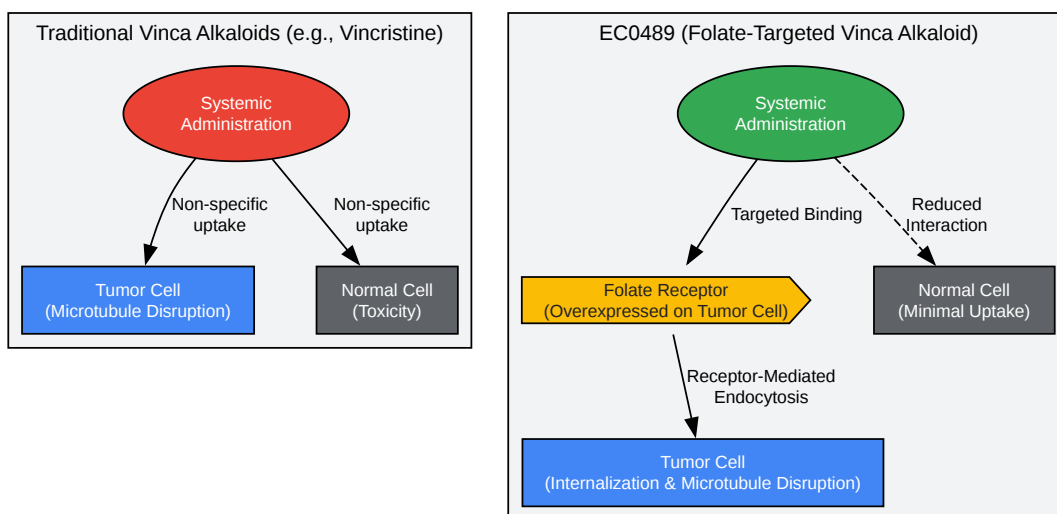 Traditional Vinca Alkaloids (e.g., Vincristine)
Systemic
Administration
Non-specific
uptake
Non-specific
uptake
Tumor Cell
(Microtubule Disruption)
Normal Cell
(Toxicity)
EC0489 (Folate-Targeted Vinca Alkaloid)
Systemic
Administration
Targeted Binding
Reduced
Interaction
Folate Receptor
(Overexpressed on Tumor Cell)
Normal Cell
(Minimal Uptake)
Receptor-Mediated
Endocytosis
Tumor Cell
(Internalization & Microtubule Disruption)